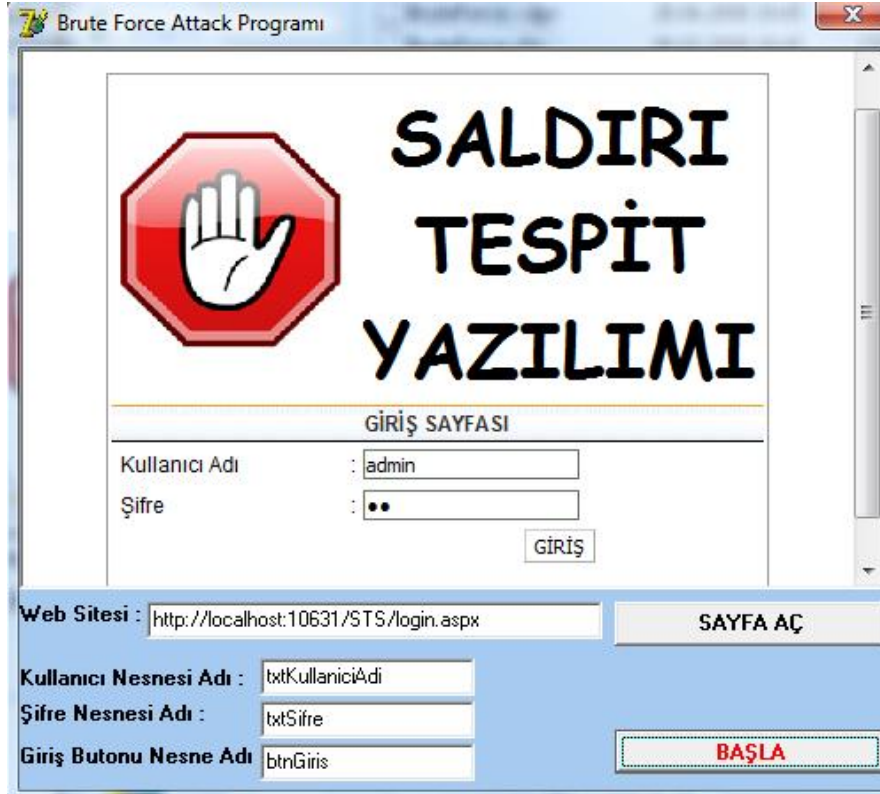 Brute Force Attack Programı
SALDIRI
TESPİT
YAZILIMI
GİRİŞ SAYFASI
Kullanıcı Adı : admin
Şifre : ●●
GİRİŞ
Web Sitesi : http://localhost:10631/STS/login.aspx
SAYFA AÇ
Kullanıcı Nesnesi Adı : txtKullaniciAdi
Şifre Nesnesi Adı : txtSifre
Giriş Butonu Nesne Adı btnGiris
BAŞLA